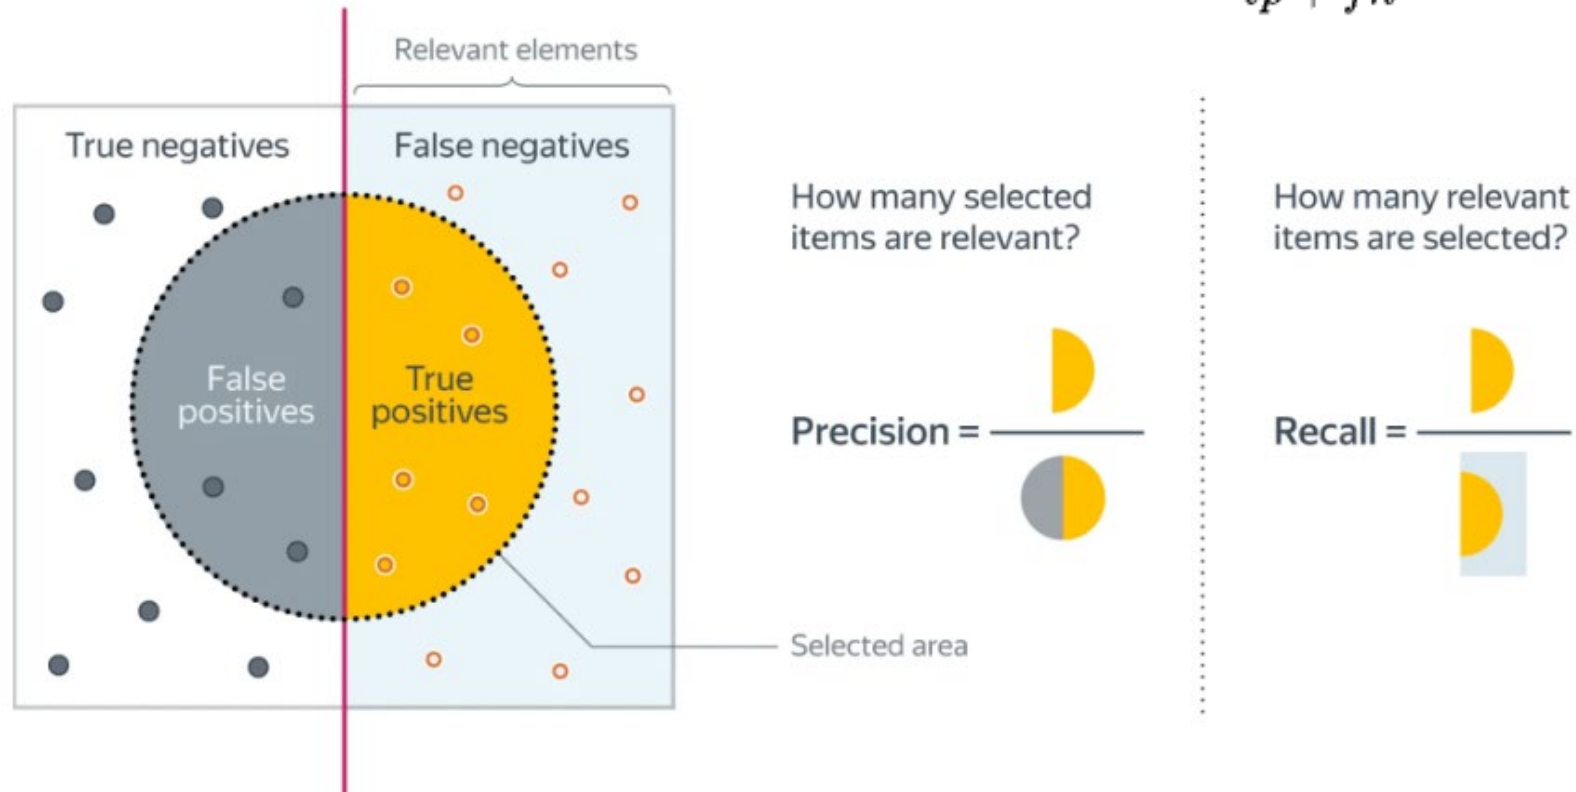 Relevant elements
True negatives
False negatives
False
positives
True
positives
Selected area
How many selected
items are relevant?
Precision =
How many relevant
items are selected?
Recall =